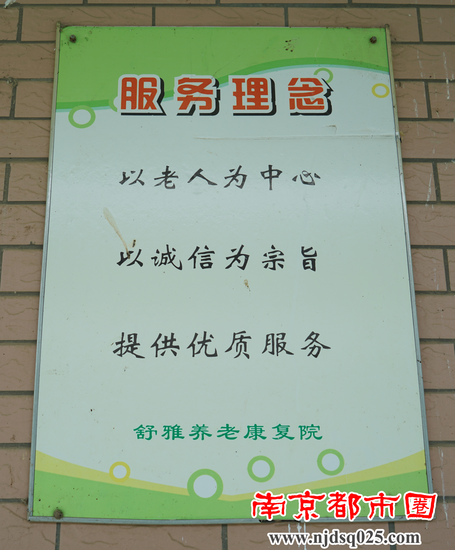 服务理念
以老人为中心
以诚信为宗旨
提供优质服务
舒雅养老康复院
南京都市圈
www.njdsq025.com